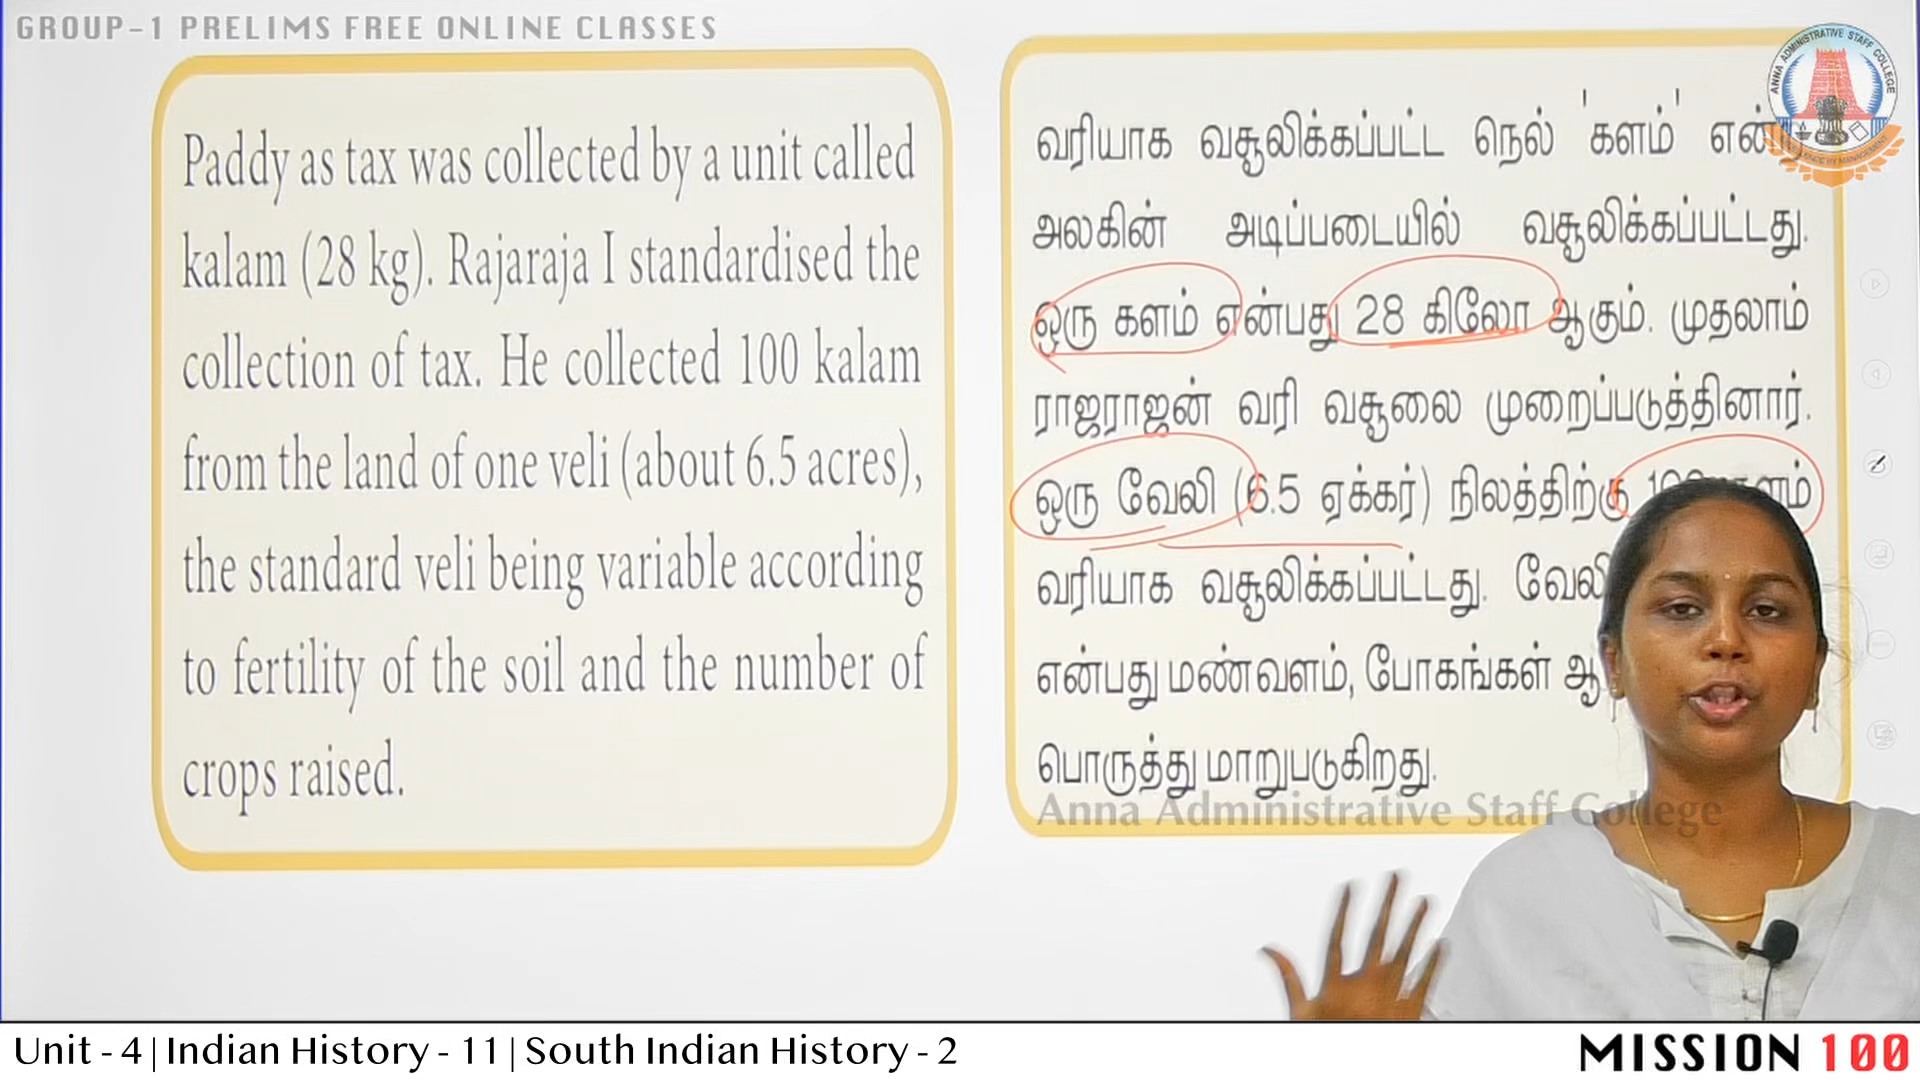 GROUP-1 PRELIMS FREE ONLINE CLASSES
Paddy as tax was collected by a unit called
kalam (28 kg). Rajaraja I standardised the
collection of tax. He collected 100 kalam
from the land of one veli (about 6.5 acres),
the standard veli being variable according
to fertility of the soil and the number of
crops raised.
வரியாக வசூலிக்கப்பட்ட நெல் 'களம்' என்
அலகின் அடிப்படையில் வசூலிக்கப்பட்டது.
ஒரு களம் என்பது 28 கிலோ ஆகும். முதலாம்
ராஜராஜன் வரி வசூலை முறைப்படுத்தினார்.
ஒரு வேலி (6.5 ஏக்கர்) நிலத்திற்கு
வரியாக வசூலிக்கப்பட்டது. வேலி
என்பது மண்வளம், போகங்கள்
பொருத்து மாறுபடுகிறது.
Anna Administrative Staff College
ANNA ADMINISTRATIVE STAFF COLLEGE
Unit - 4 | Indian History - 11 | South Indian History - 2
MISSION 100